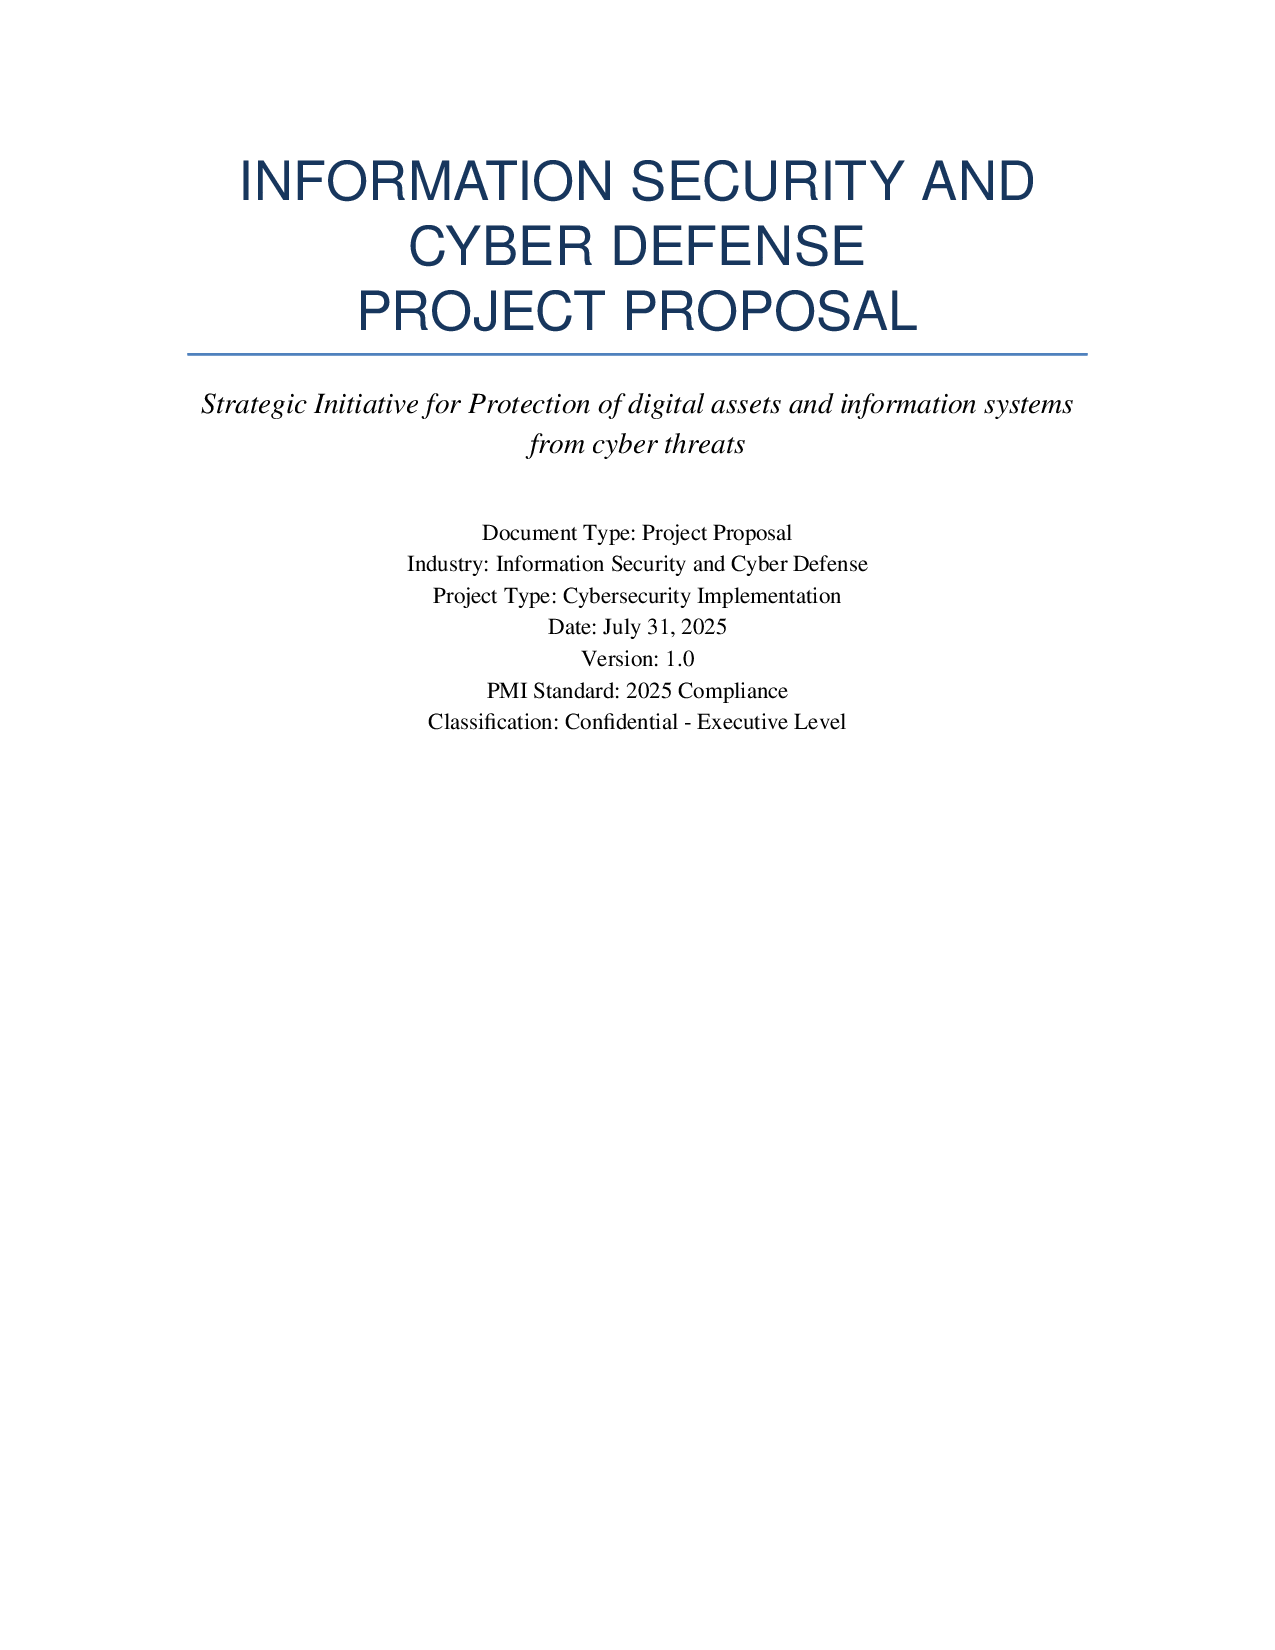 INFORMATION SECURITY AND
CYBER DEFENSE
PROJECT PROPOSAL
Strategic Initiative for Protection of digital assets and information systems
from cyber threats
Document Type: Project Proposal
Industry: Information Security and Cyber Defense
Project Type: Cybersecurity Implementation
Date: July 31, 2025
Version: 1.0
PMI Standard: 2025 Compliance
Classification: Confidential - Executive Level